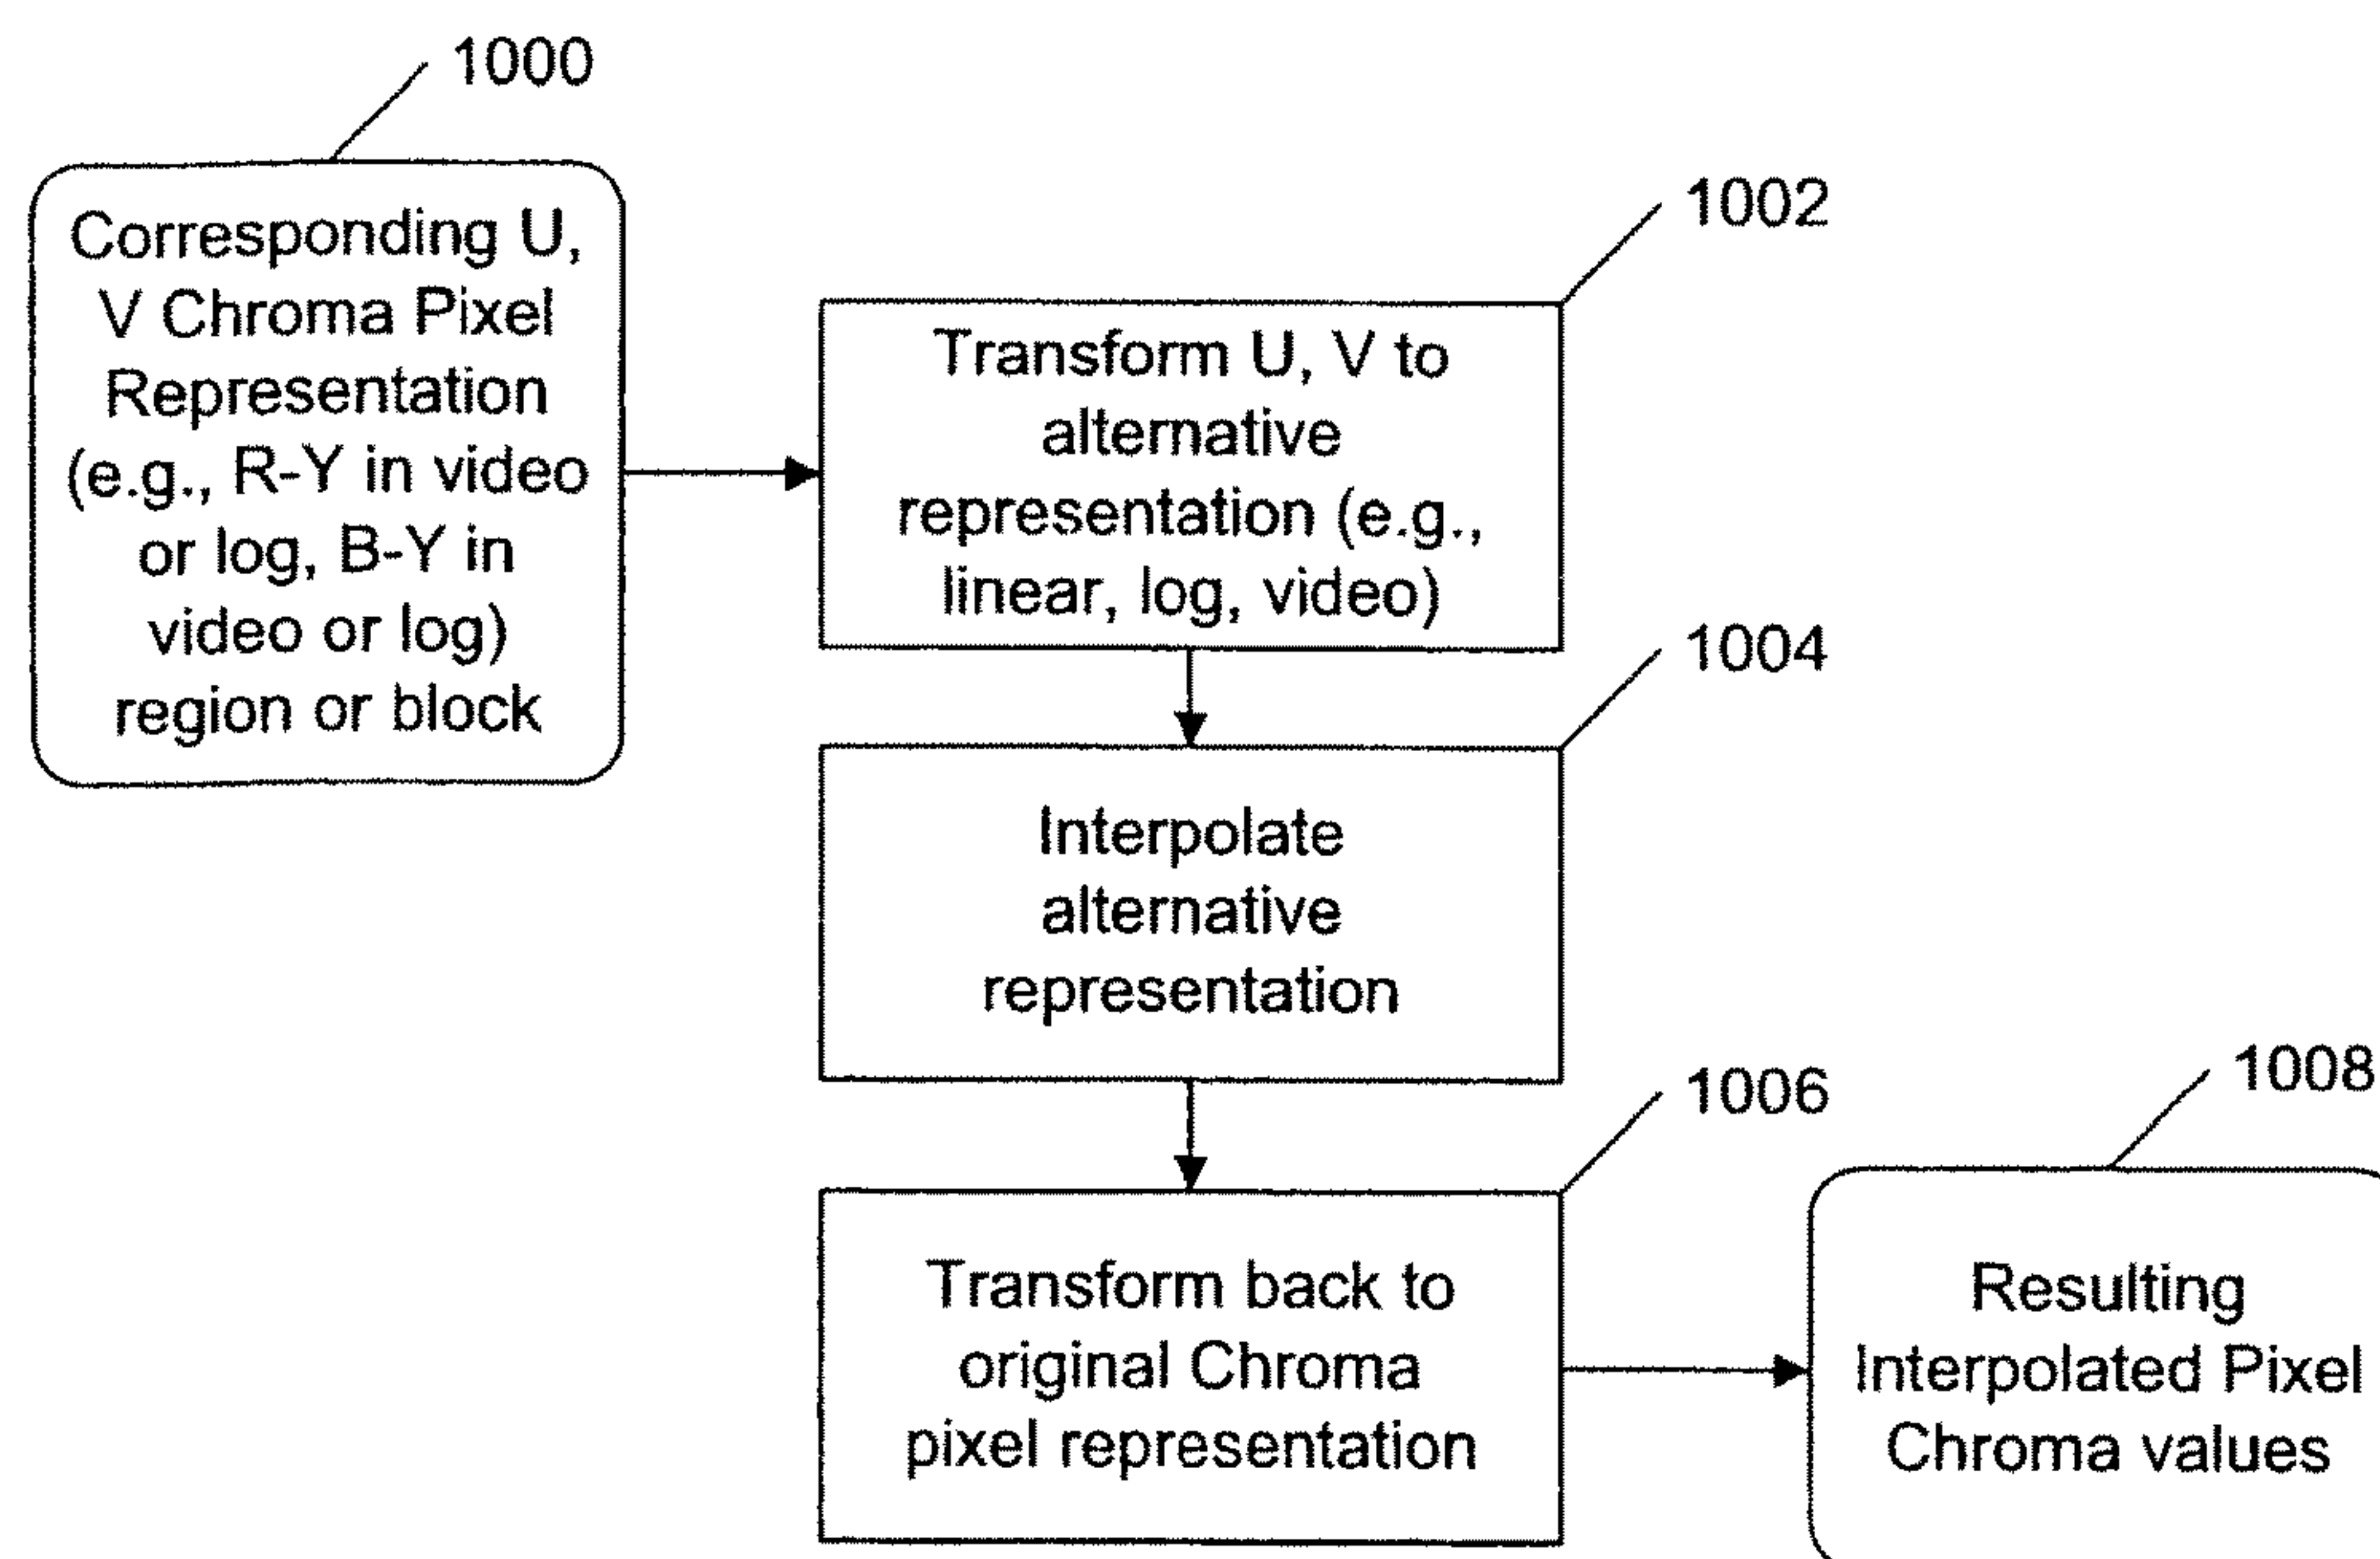 1000
Corresponding U,
V Chroma Pixel
Representation
(e.g., R-Y in video
or log, B-Y in
video or log)
region or block
1002
Transform U, V to
alternative
representation (e.g.,
linear, log, video)
1004
Interpolate
alternative
representation
1006
Transform back to
original Chroma
pixel representation
1008
Resulting
Interpolated Pixel
Chroma values